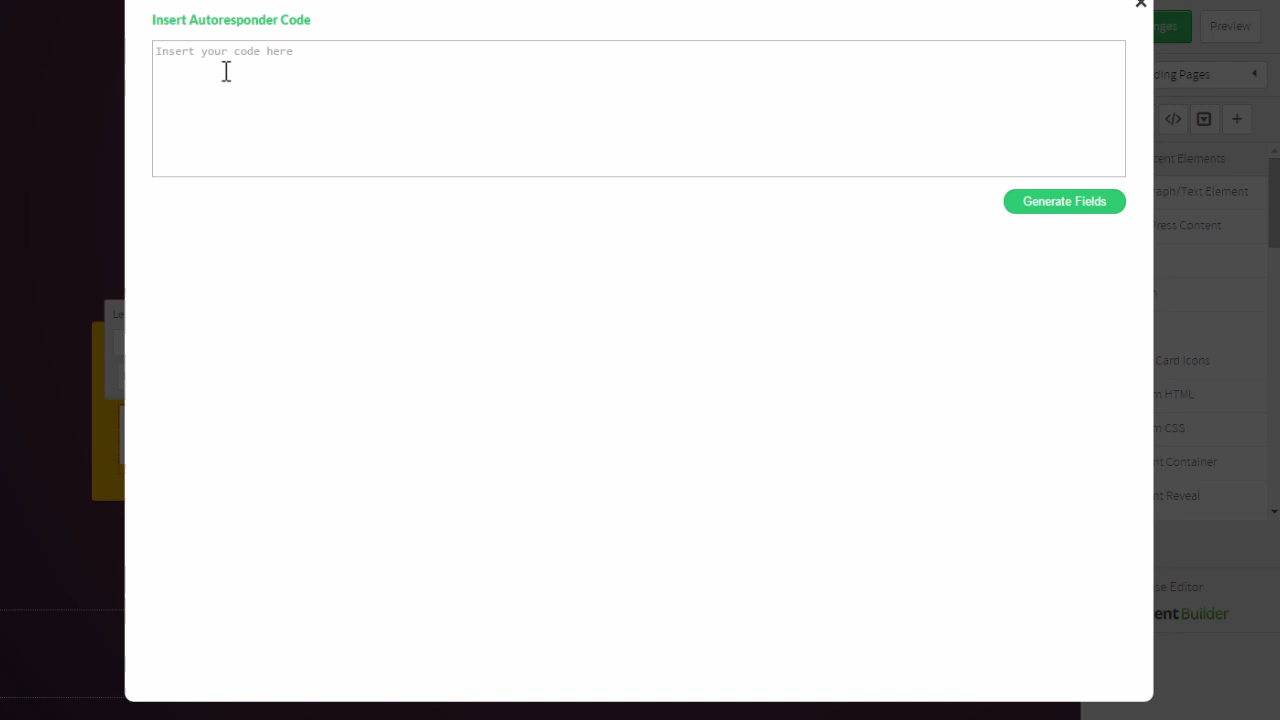 Insert Autoresponder Code
Insert your code here
Generate Fields
Preview
Pages
</>
Elements
Text Element
Press Content
Card Icons
HTML
CSS
Container
Reveal
Editor
Builder